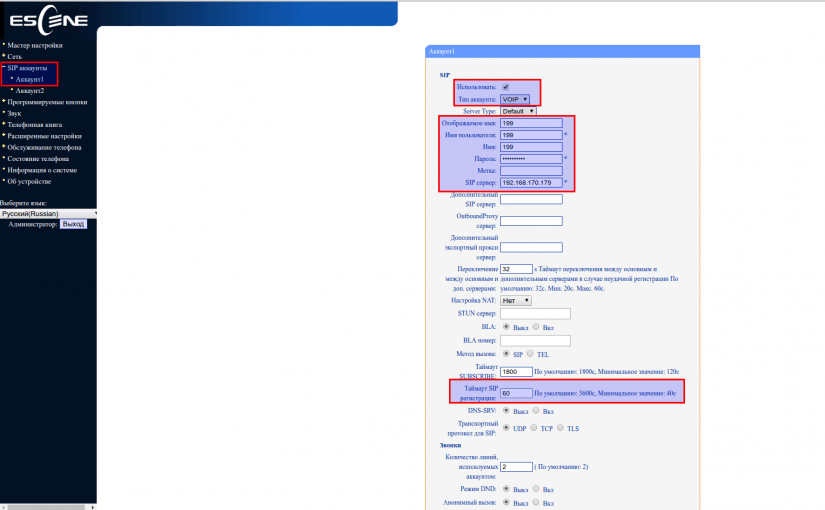 ESCENE
Мастер настройки
Сеть
SIP аккаунты
Аккаунт1
Аккаунт2
Программируемые кнопки
Звук
Телефонная книга
Расширенные настройки
Обслуживание телефона
Состояние телефона
Информация о системе
Об устройстве
Выберите язык:
Русский(Russian)
Администратор: Выход
Аккаунт1
SIP
Использовать:
Тип аккаунта: VOIP
Server Type: Default
Отображаемое имя: 199
Имя пользователя: 199 *
Имя: 199
Пароль: •••••••••• *
Метка:
SIP сервер: 192.168.170.179 *
Дополнительный
SIP сервер:
OutboundProxy
сервер:
Дополнительный
экспортный прокси
сервер:
Переключение 32 s Таймаут переключения между основным и
между основным и дополнительным серверами в случае неудачной регистрации По
доп. серверами: умолчанию: 32с. Мин. 20с. Макс. 60с.
Настройка NAT: Нет
STUN сервер:
BLA: Выкл Вкл
BLA номер:
Метод вызова: SIP TEL
Таймаут
SUBSCRIBE: 1800 По умолчанию: 1800с, Минимальное значение: 120с
Таймаут SIP
регистрации: 60 По умолчанию: 3600с, Минимальное значение: 40с
DNS-SRV: Выкл Вкл
Транспортный
протокол для SIP: UDP TCP TLS
Звонки
Количество линий,
используемых 2 ( По умолчанию: 2)
аккаунтом:
Режим DND: Выкл Вкл
Анонимный вызов: Выкл Вкл